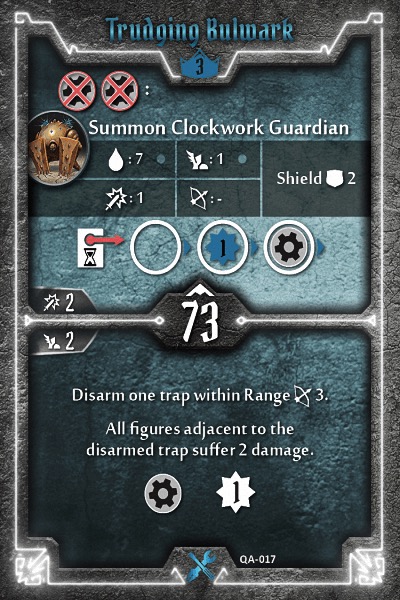 Trudging Bulwark
3
:
Summon Clockwork Guardian
: 7 : 1
Shield 2
: 1 : -
1
2
73
2
Disarm one trap within Range 3.
All figures adjacent to the
disarmed trap suffer 2 damage.
1
QA-017